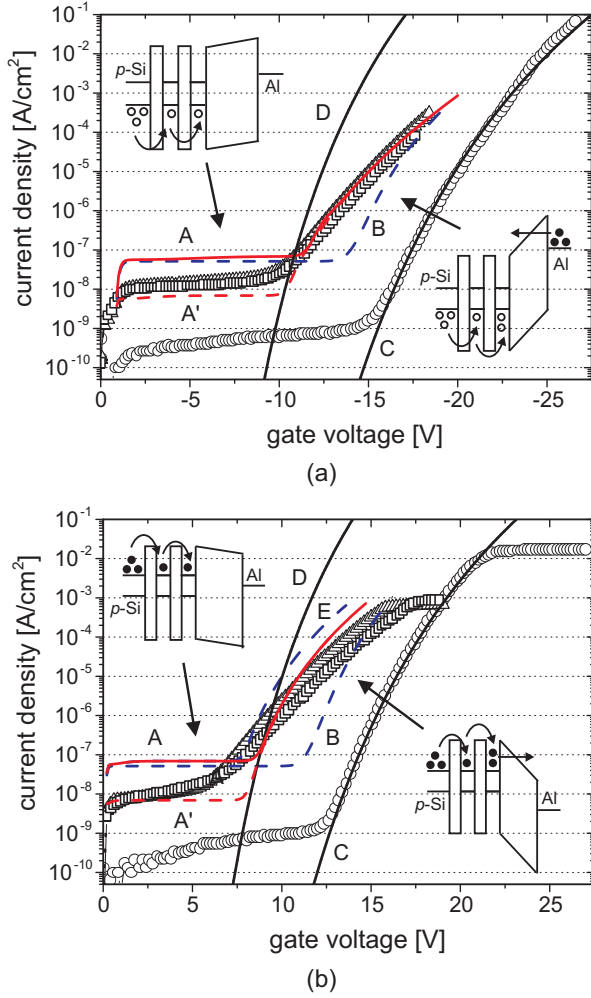 10⁻¹
10⁻²
10⁻³
10⁻⁴
10⁻⁵
10⁻⁶
10⁻⁷
10⁻⁸
10⁻⁹
10⁻¹⁰
current density [A/cm²]
p-Si
Al
D
A
B
A'
C
p-Si
Al
0 -5 -10 -15 -20 -25
gate voltage [V]
(a)
10⁻¹
10⁻²
10⁻³
10⁻⁴
10⁻⁵
10⁻⁶
10⁻⁷
10⁻⁸
10⁻⁹
10⁻¹⁰
current density [A/cm²]
p-Si
Al
D
E
A
B
A'
C
p-Si
Al
0 5 10 15 20 25
gate voltage [V]
(b)